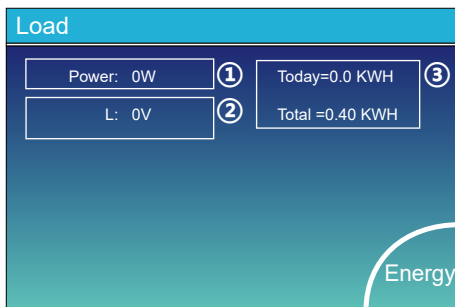 Load
Power: 0W ①
L: 0V ②
Today=0.0 KWH ③
Total =0.40 KWH
Energy